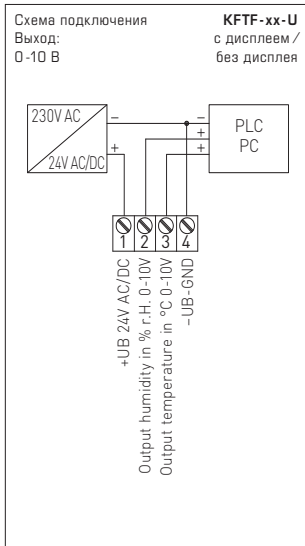 Схема подключения
Выход:
0-10 В
KFTF-xx-U
с дисплеем /
без дисплея
230V AC
24V AC/DC
–
+
–
+
+
PLC
PC
1
2
3
4
+UB 24V AC/DC
Output humidity in % r.H. 0-10V
Output temperature in °C 0-10V
–UB-GND